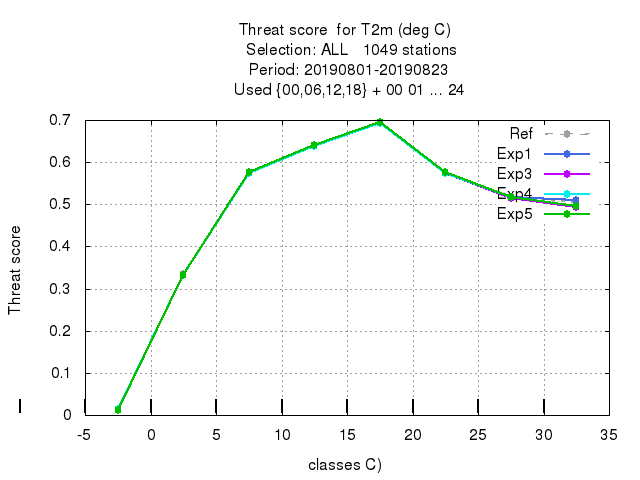 Threat score for T2m (deg C)
Selection: ALL 1049 stations
Period: 20190801-20190823
Used {00,06,12,18} + 00 01 ... 24
0.7
0.6
0.5
0.4
0.3
0.2
0.1
0
Threat score
Ref
Exp1
Exp3
Exp4
Exp5
-5
0
5
10
15
20
25
30
35
classes C)